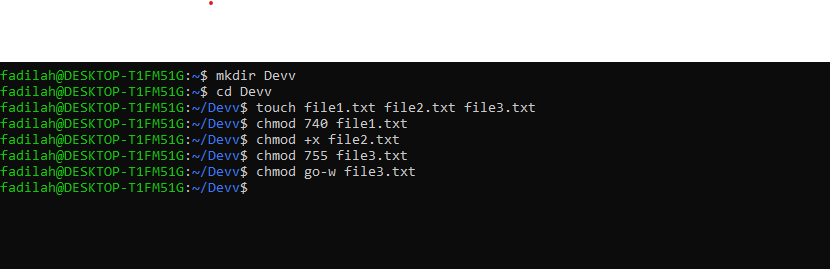 fadilah@DESKTOP-T1FM51G:~$ mkdir Devv
fadilah@DESKTOP-T1FM51G:~$ cd Devv
fadilah@DESKTOP-T1FM51G:~/Devv$ touch file1.txt file2.txt file3.txt
fadilah@DESKTOP-T1FM51G:~/Devv$ chmod 740 file1.txt
fadilah@DESKTOP-T1FM51G:~/Devv$ chmod +x file2.txt
fadilah@DESKTOP-T1FM51G:~/Devv$ chmod 755 file3.txt
fadilah@DESKTOP-T1FM51G:~/Devv$ chmod go-w file3.txt
fadilah@DESKTOP-T1FM51G:~/Devv$